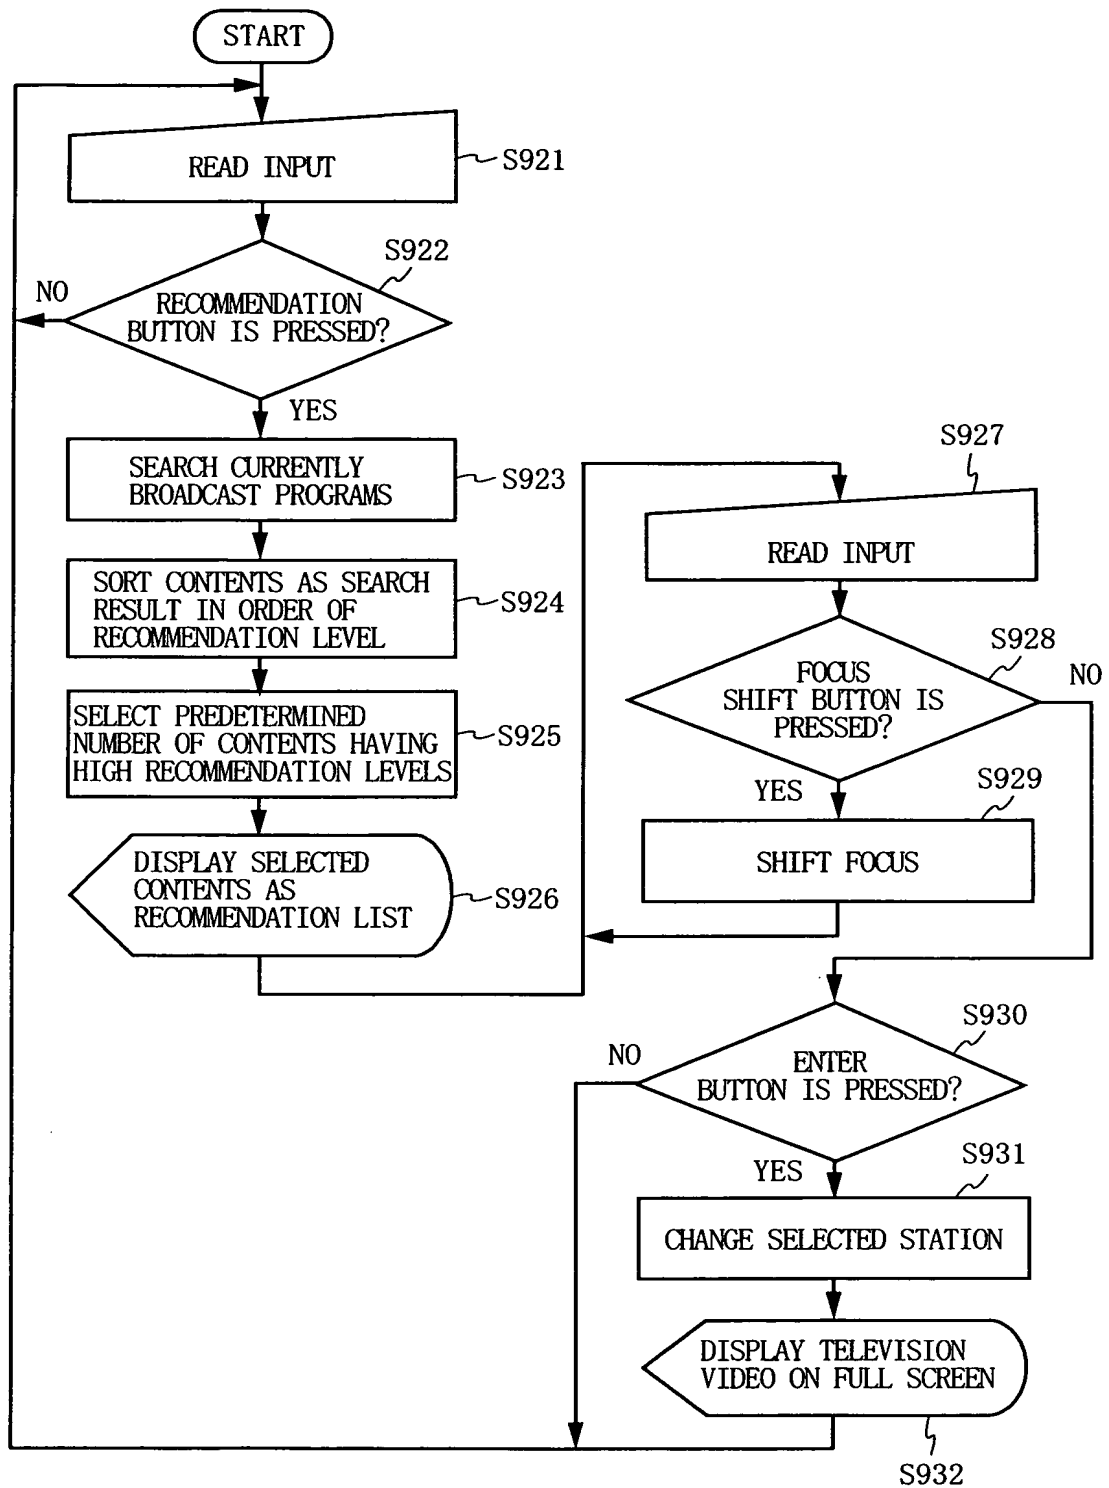 START
READ INPUT
S921
S922
NO
RECOMMENDATION
BUTTON IS PRESSED?
YES
SEARCH CURRENTLY
BROADCAST PROGRAMS
S923
SORT CONTENTS AS SEARCH
RESULT IN ORDER OF
RECOMMENDATION LEVEL
S924
SELECT PREDETERMINED
NUMBER OF CONTENTS HAVING
HIGH RECOMMENDATION LEVELS
S925
DISPLAY SELECTED
CONTENTS AS
RECOMMENDATION LIST
S926
S927
READ INPUT
S928
FOCUS
SHIFT BUTTON IS
PRESSED?
NO
YES
S929
SHIFT FOCUS
S930
NO
ENTER
BUTTON IS PRESSED?
YES
S931
CHANGE SELECTED STATION
DISPLAY TELEVISION
VIDEO ON FULL SCREEN
S932